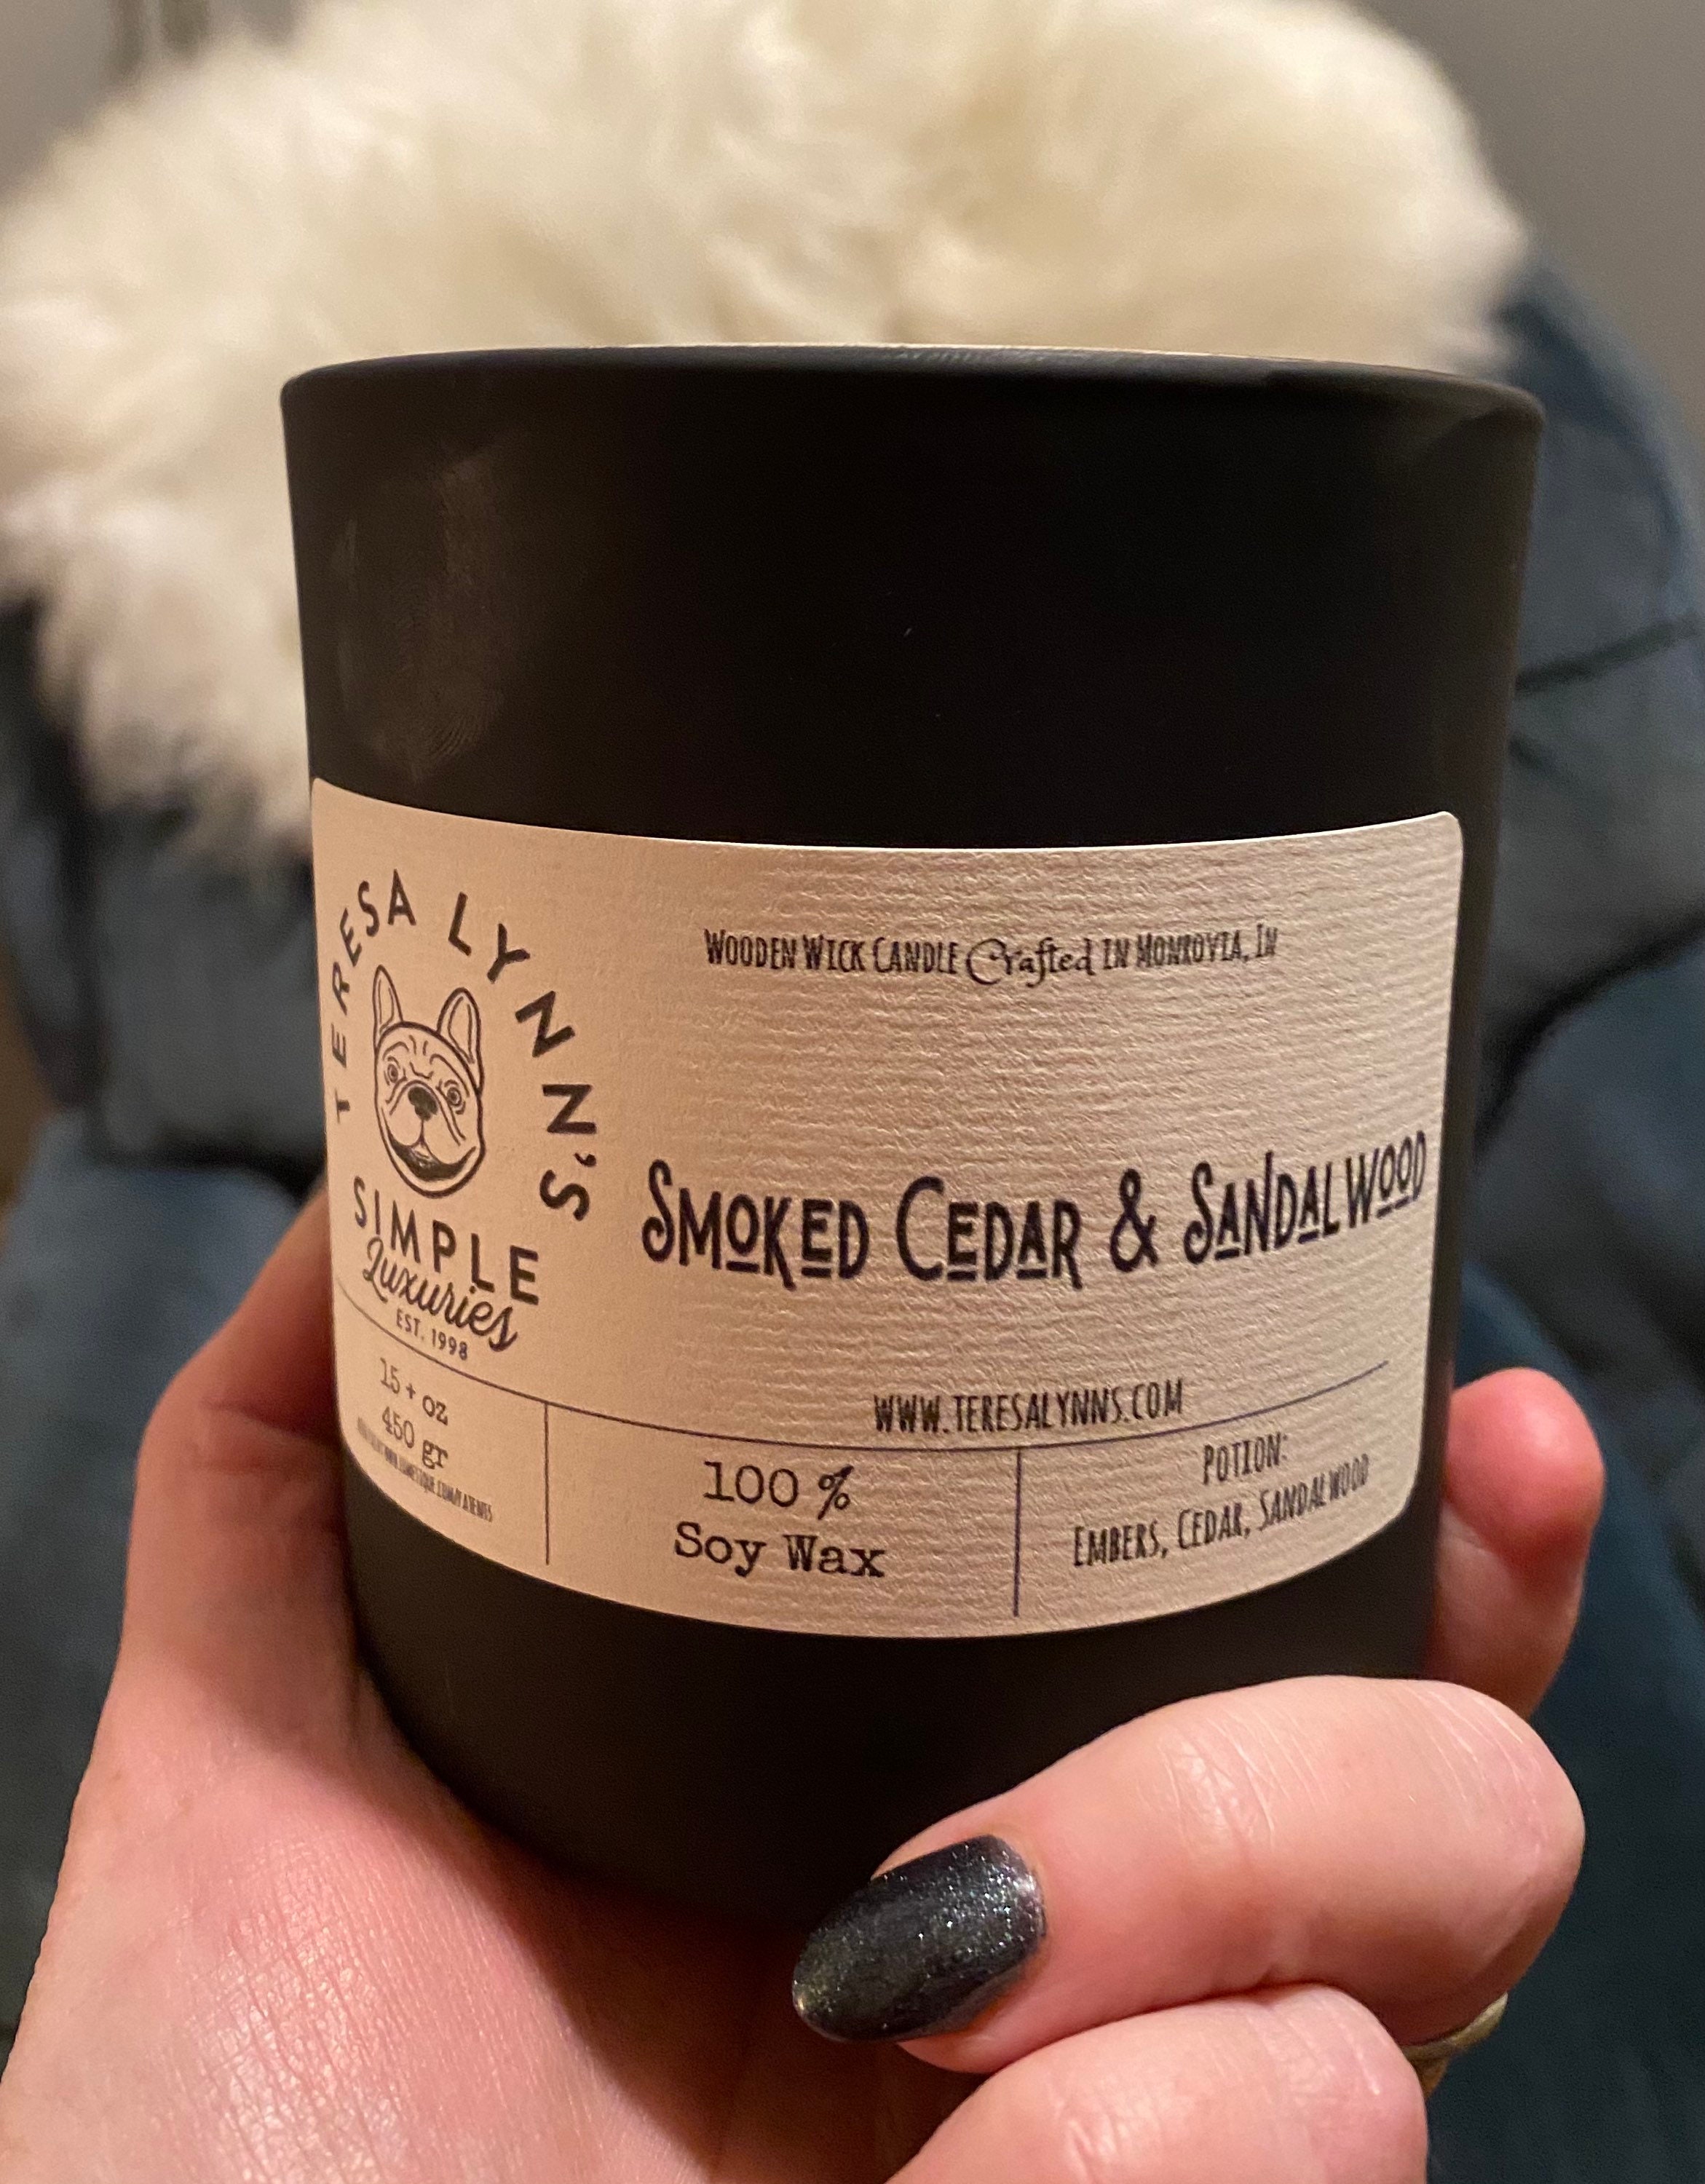 TERESA LYNN'S
SIMPLE
Luxuries
EST. 1998
WOODEN WICK CANDLE Crafted IN MONROVIA, IN
SMOKED CEDAR & SANDALWOOD
WWW.TERESALYNNS.COM
15+ oz
450 gr
100 %
Soy Wax
POTION:
EMBERS, CEDAR, SANDALWOOD